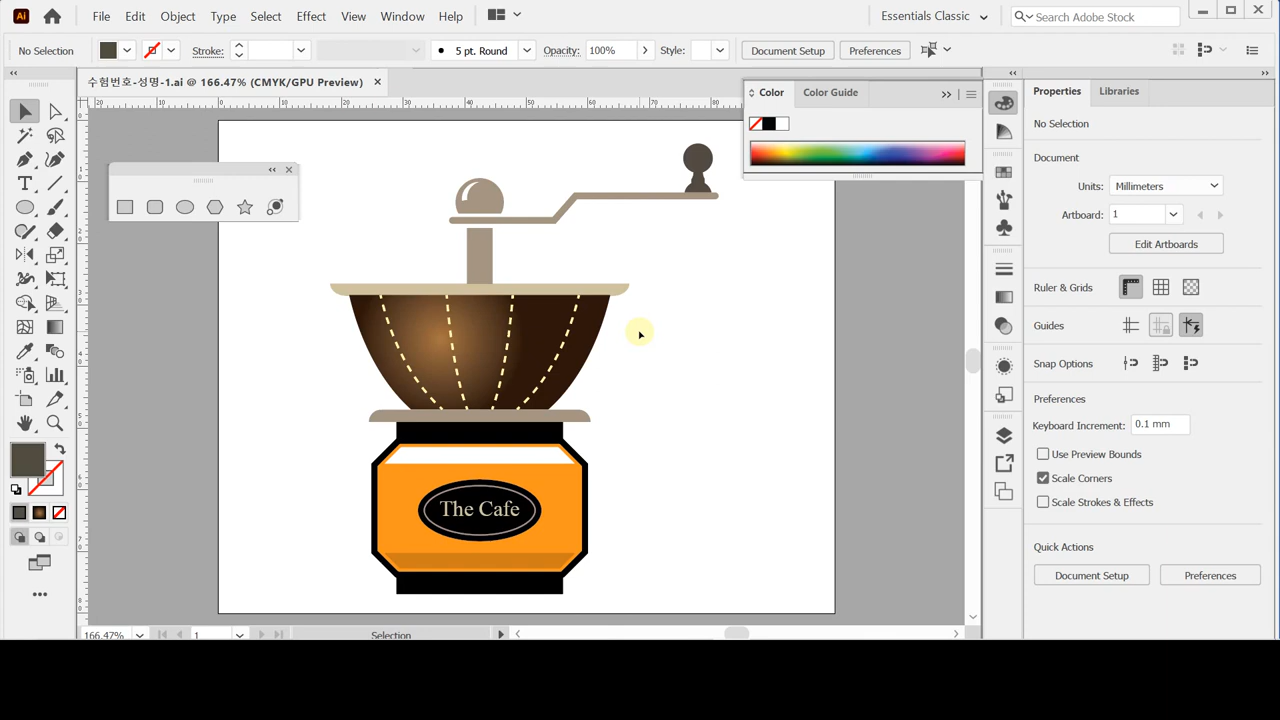 Ai File Edit Object Type Select Effect View Window Help Essentials Classic Search Adobe Stock
No Selection Stroke: 5 pt. Round Opacity: 100% Style: Document Setup Preferences
수험번호-성명-1.ai @ 166.47% (CMYK/GPU Preview) ×
Color Color Guide
Properties Libraries
No Selection
Document
Units: Millimeters
Artboard: 1
Edit Artboards
Ruler & Grids
Guides
Snap Options
Preferences
Keyboard Increment: 0.1 mm
Use Preview Bounds
Scale Corners
Scale Strokes & Effects
Quick Actions
Document Setup Preferences
The Cafe
166.47% 1 Selection